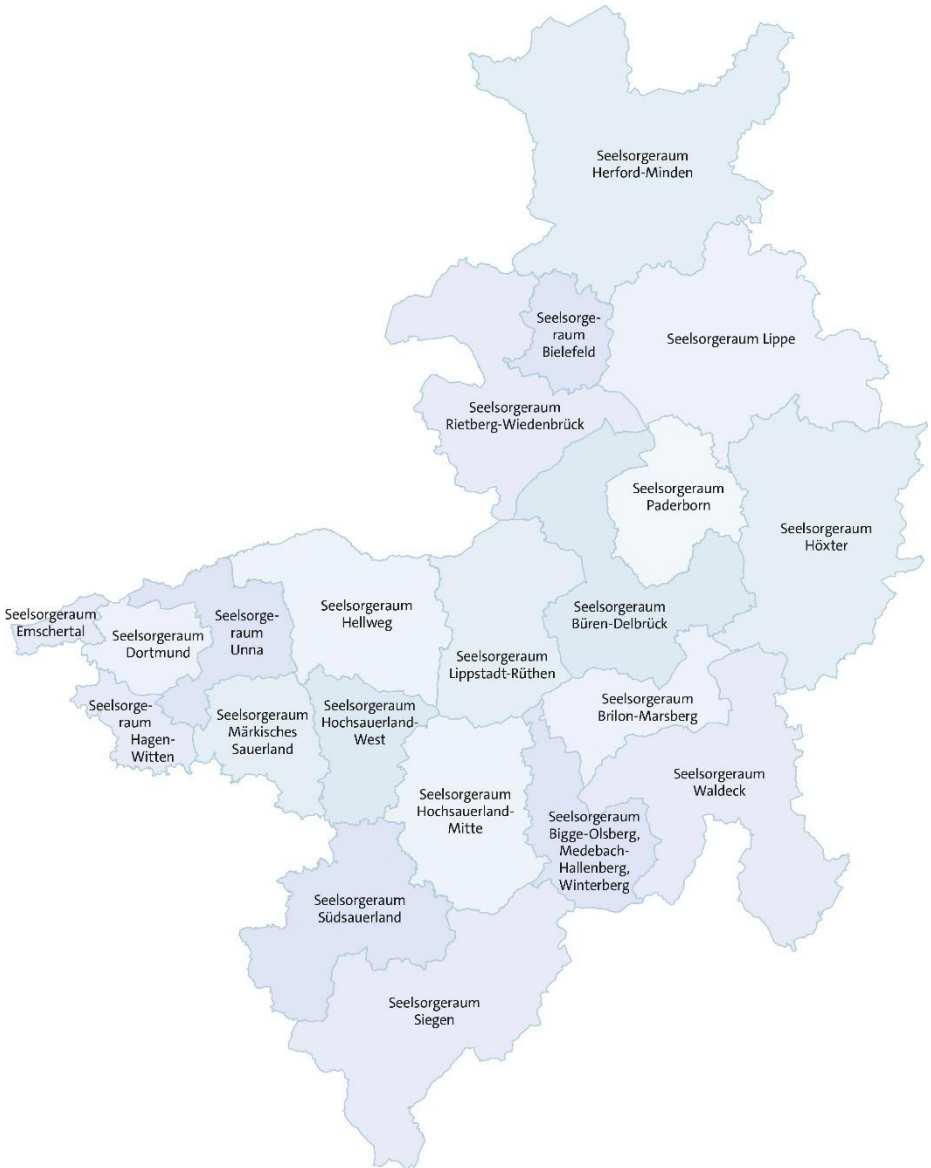 Seelsorgeraum
Herford-Minden
Seelsorge-
raum
Bielefeld
Seelsorgeraum Lippe
Seelsorgeraum
Rietberg-Wiedenbrück
Seelsorgeraum
Paderborn
Seelsorgeraum
Höxter
Seelsorgeraum
Emschertal
Seelsorgeraum
Dortmund
Seelsorge-
raum
Unna
Seelsorgeraum
Hellweg
Seelsorgeraum
Büren-Delbrück
Seelsorgeraum
Lippstadt-Rüthen
Seelsorge-
raum
Hagen-
Witten
Seelsorgeraum
Märkisches
Sauerland
Seelsorgeraum
Hochsauerland-
West
Seelsorgeraum
Brilon-Marsberg
Seelsorgeraum
Waldeck
Seelsorgeraum
Hochsauerland-
Mitte
Seelsorgeraum
Bigge-Olsberg,
Medebach-
Hallenberg,
Winterberg
Seelsorgeraum
Südsauerland
Seelsorgeraum
Siegen